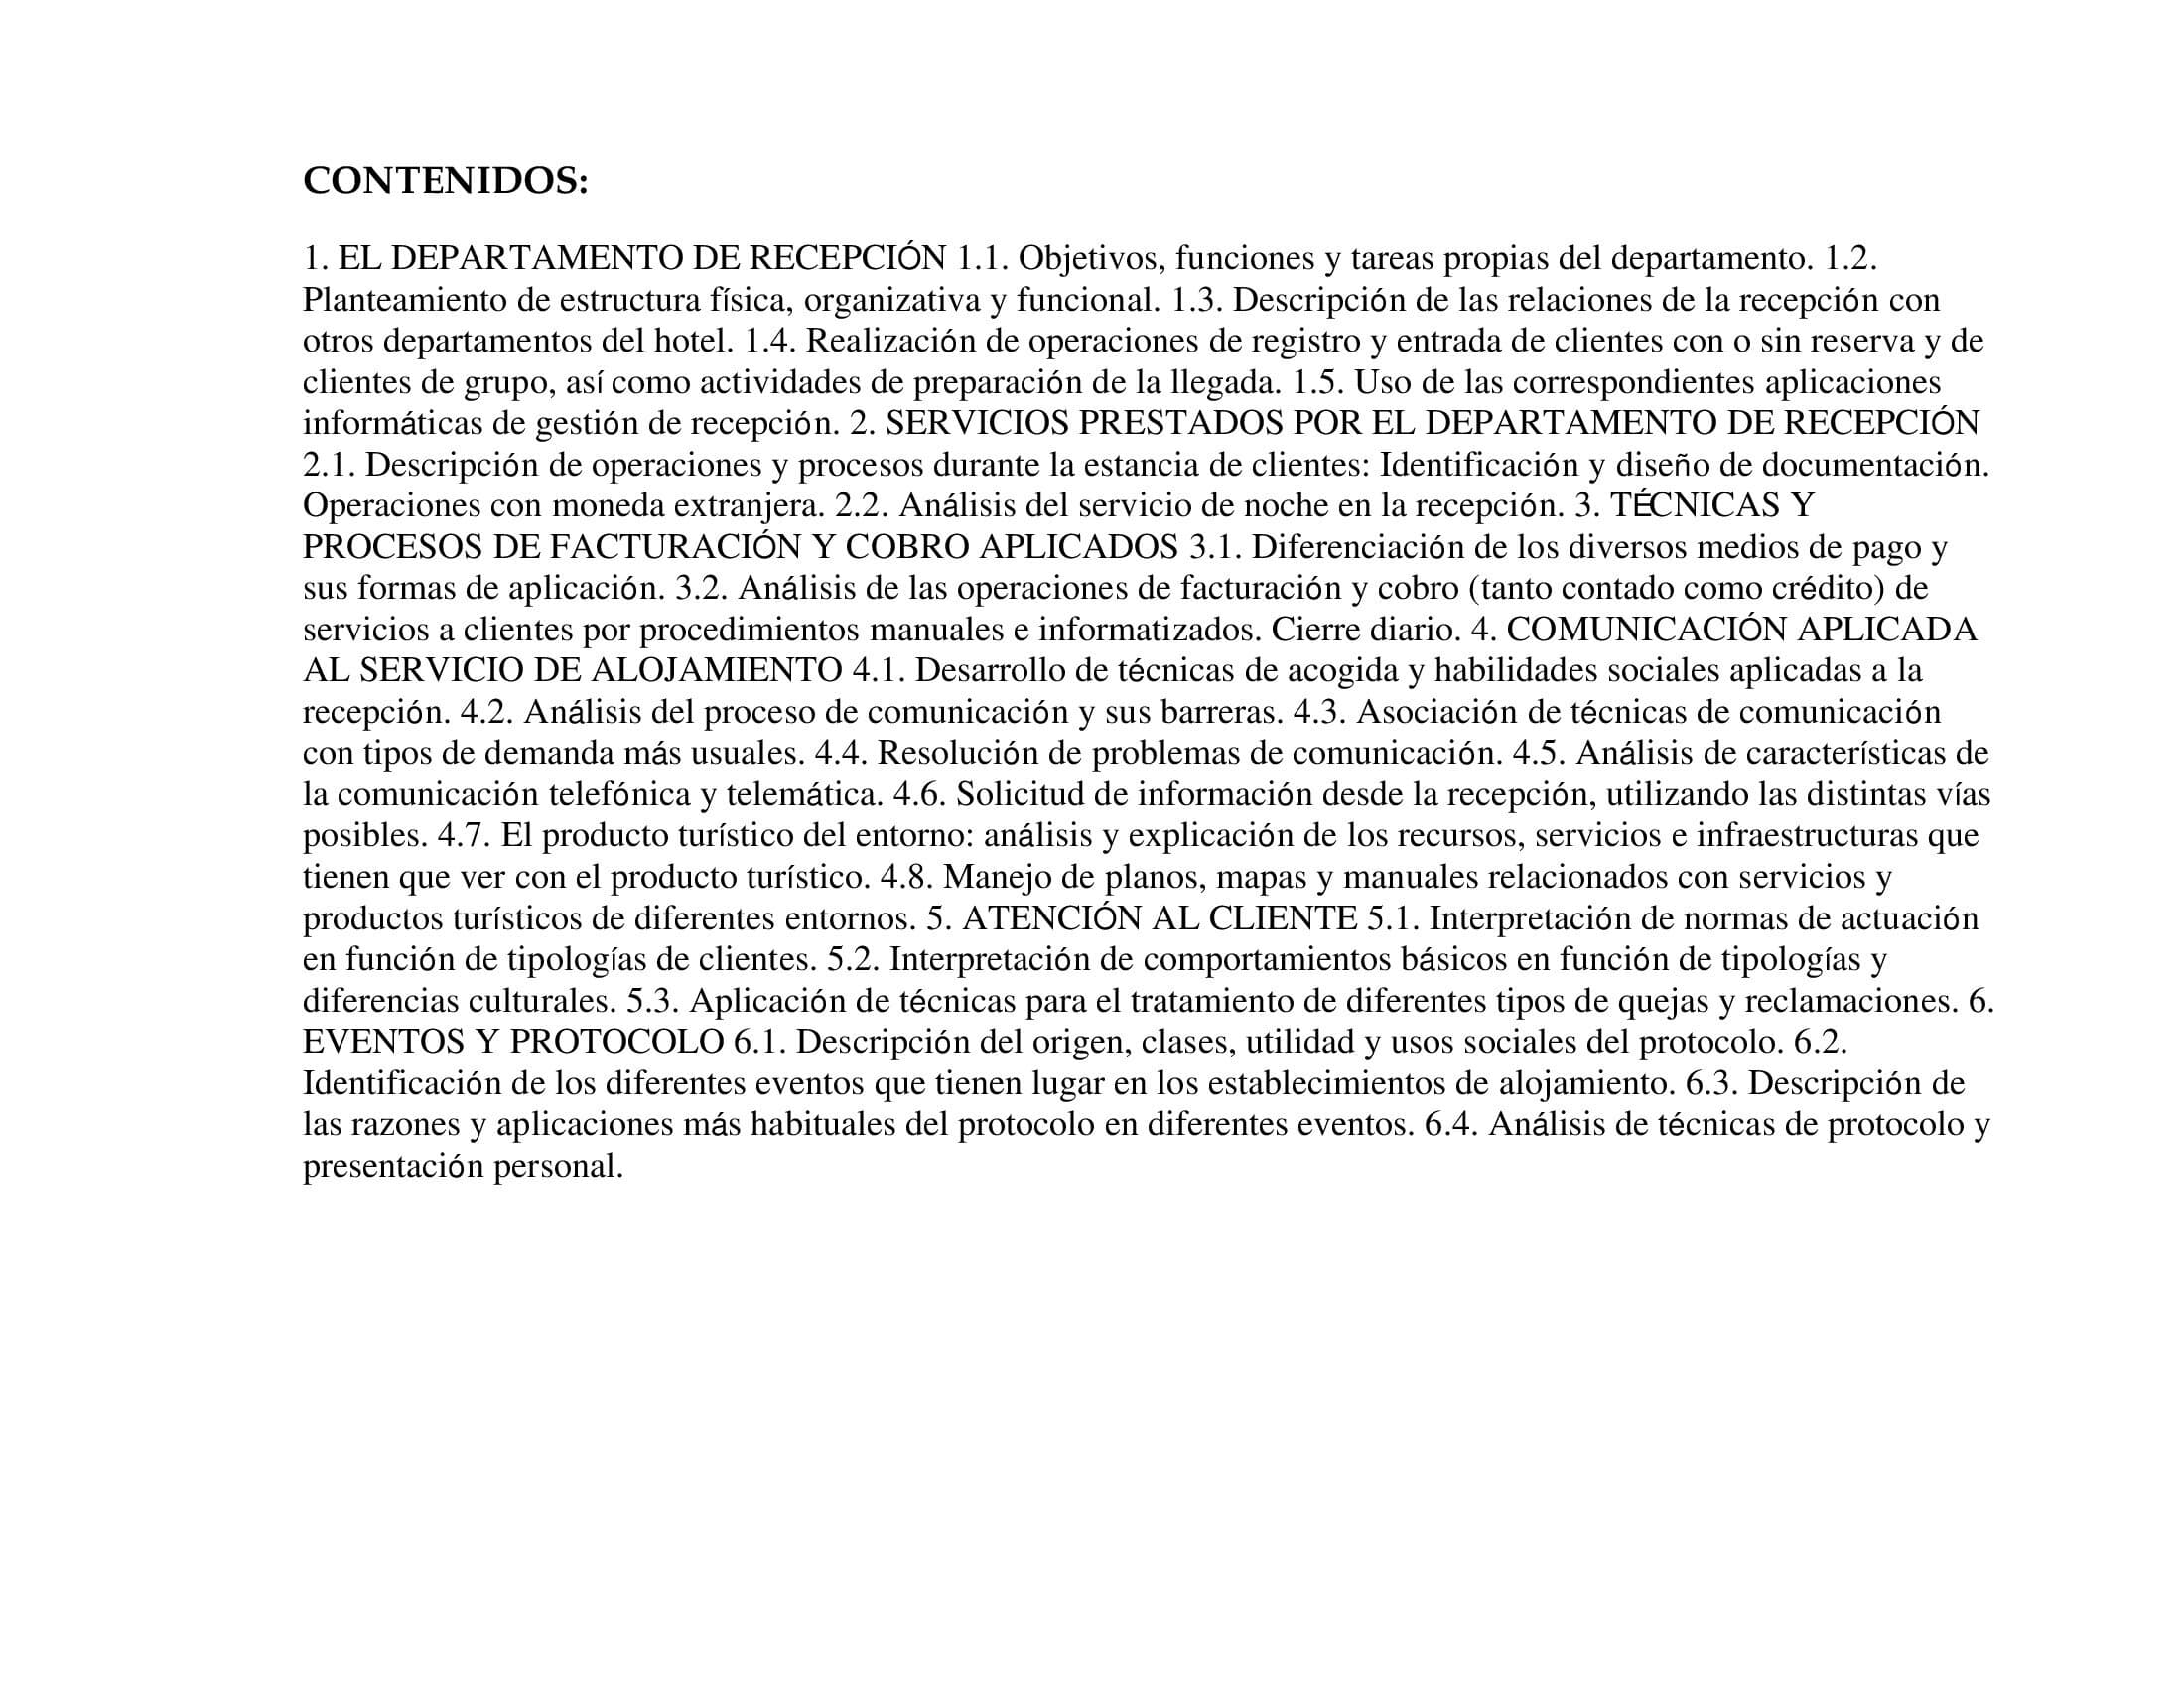 CONTENIDOS:
1. EL DEPARTAMENTO DE RECEPCIÓN 1.1. Objetivos, funciones y tareas propias del departamento. 1.2.
Planteamiento de estructura física, organizativa y funcional. 1.3. Descripción de las relaciones de la recepción con
otros departamentos del hotel. 1.4. Realización de operaciones de registro y entrada de clientes con o sin reserva y de
clientes de grupo, así como actividades de preparación de la llegada. 1.5. Uso de las correspondientes aplicaciones
informáticas de gestión de recepción. 2. SERVICIOS PRESTADOS POR EL DEPARTAMENTO DE RECEPCIÓN
2.1. Descripción de operaciones y procesos durante la estancia de clientes: Identificación y diseño de documentación.
Operaciones con moneda extranjera. 2.2. Análisis del servicio de noche en la recepción. 3. TÉCNICAS Y
PROCESOS DE FACTURACIÓN Y COBRO APLICADOS 3.1. Diferenciación de los diversos medios de pago y
sus formas de aplicación. 3.2. Análisis de las operaciones de facturación y cobro (tanto contado como crédito) de
servicios a clientes por procedimientos manuales e informatizados. Cierre diario. 4. COMUNICACIÓN APLICADA
AL SERVICIO DE ALOJAMIENTO 4.1. Desarrollo de técnicas de acogida y habilidades sociales aplicadas a la
recepción. 4.2. Análisis del proceso de comunicación y sus barreras. 4.3. Asociación de técnicas de comunicación
con tipos de demanda más usuales. 4.4. Resolución de problemas de comunicación. 4.5. Análisis de características de
la comunicación telefónica y telemática. 4.6. Solicitud de información desde la recepción, utilizando las distintas vías
posibles. 4.7. El producto turístico del entorno: análisis y explicación de los recursos, servicios e infraestructuras que
tienen que ver con el producto turístico. 4.8. Manejo de planos, mapas y manuales relacionados con servicios y
productos turísticos de diferentes entornos. 5. ATENCIÓN AL CLIENTE 5.1. Interpretación de normas de actuación
en función de tipologías de clientes. 5.2. Interpretación de comportamientos básicos en función de tipologías y
diferencias culturales. 5.3. Aplicación de técnicas para el tratamiento de diferentes tipos de quejas y reclamaciones. 6.
EVENTOS Y PROTOCOLO 6.1. Descripción del origen, clases, utilidad y usos sociales del protocolo. 6.2.
Identificación de los diferentes eventos que tienen lugar en los establecimientos de alojamiento. 6.3. Descripción de
las razones y aplicaciones más habituales del protocolo en diferentes eventos. 6.4. Análisis de técnicas de protocolo y
presentación personal.